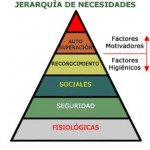 JERARQUÍA DE NECESIDADES
AUTO
SUPERACIÓN
RECONOCIMIENTO
SOCIALES
SEGURIDAD
FISIOLÓGICAS
Factores
Motivadores
Factores
Higiénicos